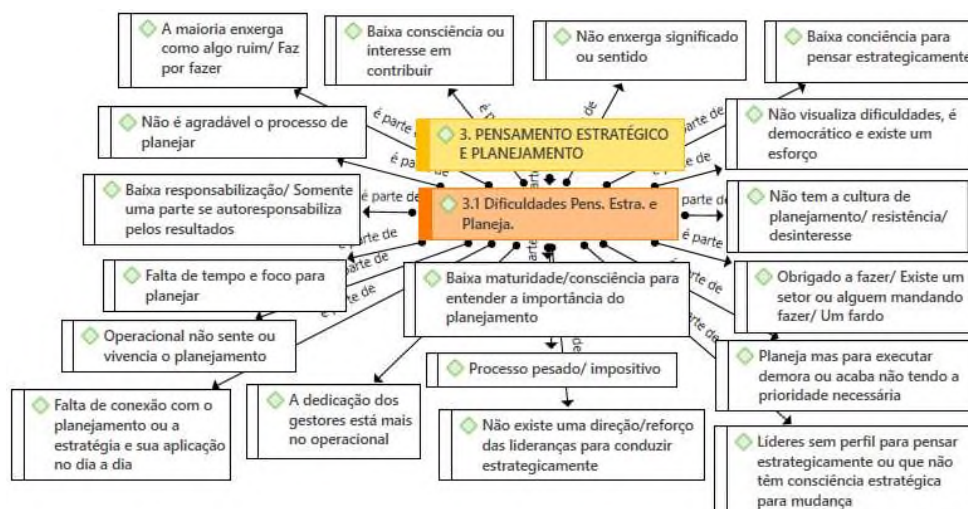 A maioria enxerga
como algo ruim/ Faz
por fazer
Baixa consciência ou
interesse em
contribuir
Não enxerga significado
ou sentido
Baixa conciência para
pensar estrategicamente
Não é agradável o processo de
planejar
3. PENSAMENTO ESTRATÉGICO
E PLANEJAMENTO
Não visualiza dificuldades, é
democrático e existe um
esforço
Baixa responsabilização/ Somente
uma parte se autoresponsabiliza
pelos resultados
3.1 Dificuldades Pens. Estra. e
Planeja.
Não tem a cultura de
planejamento/ resistência/
desinteresse
Falta de tempo e foco para
planejar
Baixa maturidade/consciência para
entender a importância do
planejamento
Obrigado a fazer/ Existe um
setor ou alguem mandando
fazer/ Um fardo
Operacional não sente ou
vivencia o planejamento
Processo pesado/ impositivo
Planeja mas para executar
demora ou acaba não tendo a
prioridade necessária
Falta de conexão com o
planejamento ou a
estratégia e sua aplicação
no dia a dia
A dedicação dos
gestores está mais
no operacional
Não existe uma direção/reforço
das lideranças para conduzir
estrategicamente
Líderes sem perfil para pensar
estrategicamente ou que não
têm consciência estratégica
para mudança
é parte de
é p
de
parte de
é parte de
é p
te de
é parte de
parte de
parte de
é parte
parte de
te de
de
de